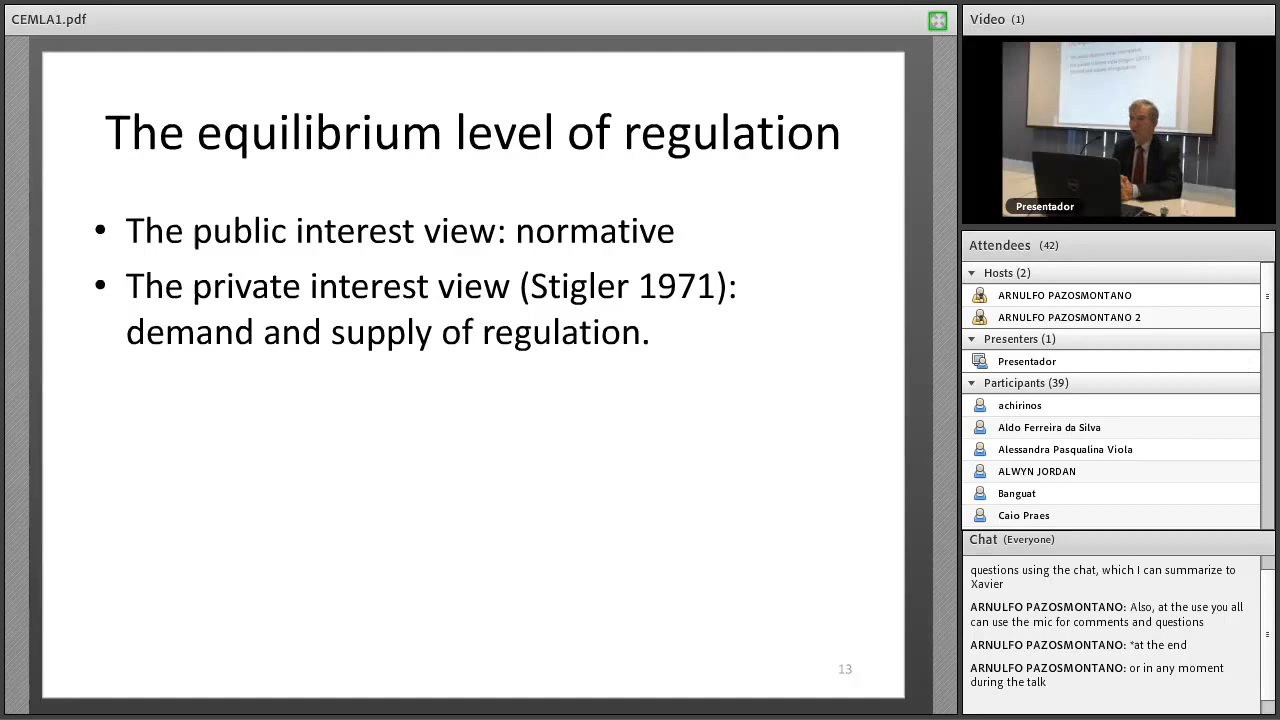 CEMLA1.pdf
The equilibrium level of regulation
• The public interest view: normative
• The private interest view (Stigler 1971):
demand and supply of regulation.
13
Video (1)
Presentador
Attendees (42)
Hosts (2)
ARNULFO PAZOSMONTANO
ARNULFO PAZOSMONTANO 2
Presenters (1)
Presentador
Participants (39)
achirinos
Aldo Ferreira da Silva
Alessandra Pasqualina Viola
ALWYN JORDAN
Banguat
Caio Praes
Chat (Everyone)
questions using the chat, which I can summarize to
Xavier
ARNULFO PAZOSMONTANO: Also, at the use you all
can use the mic for comments and questions
ARNULFO PAZOSMONTANO: *at the end
ARNULFO PAZOSMONTANO: or in any moment
during the talk